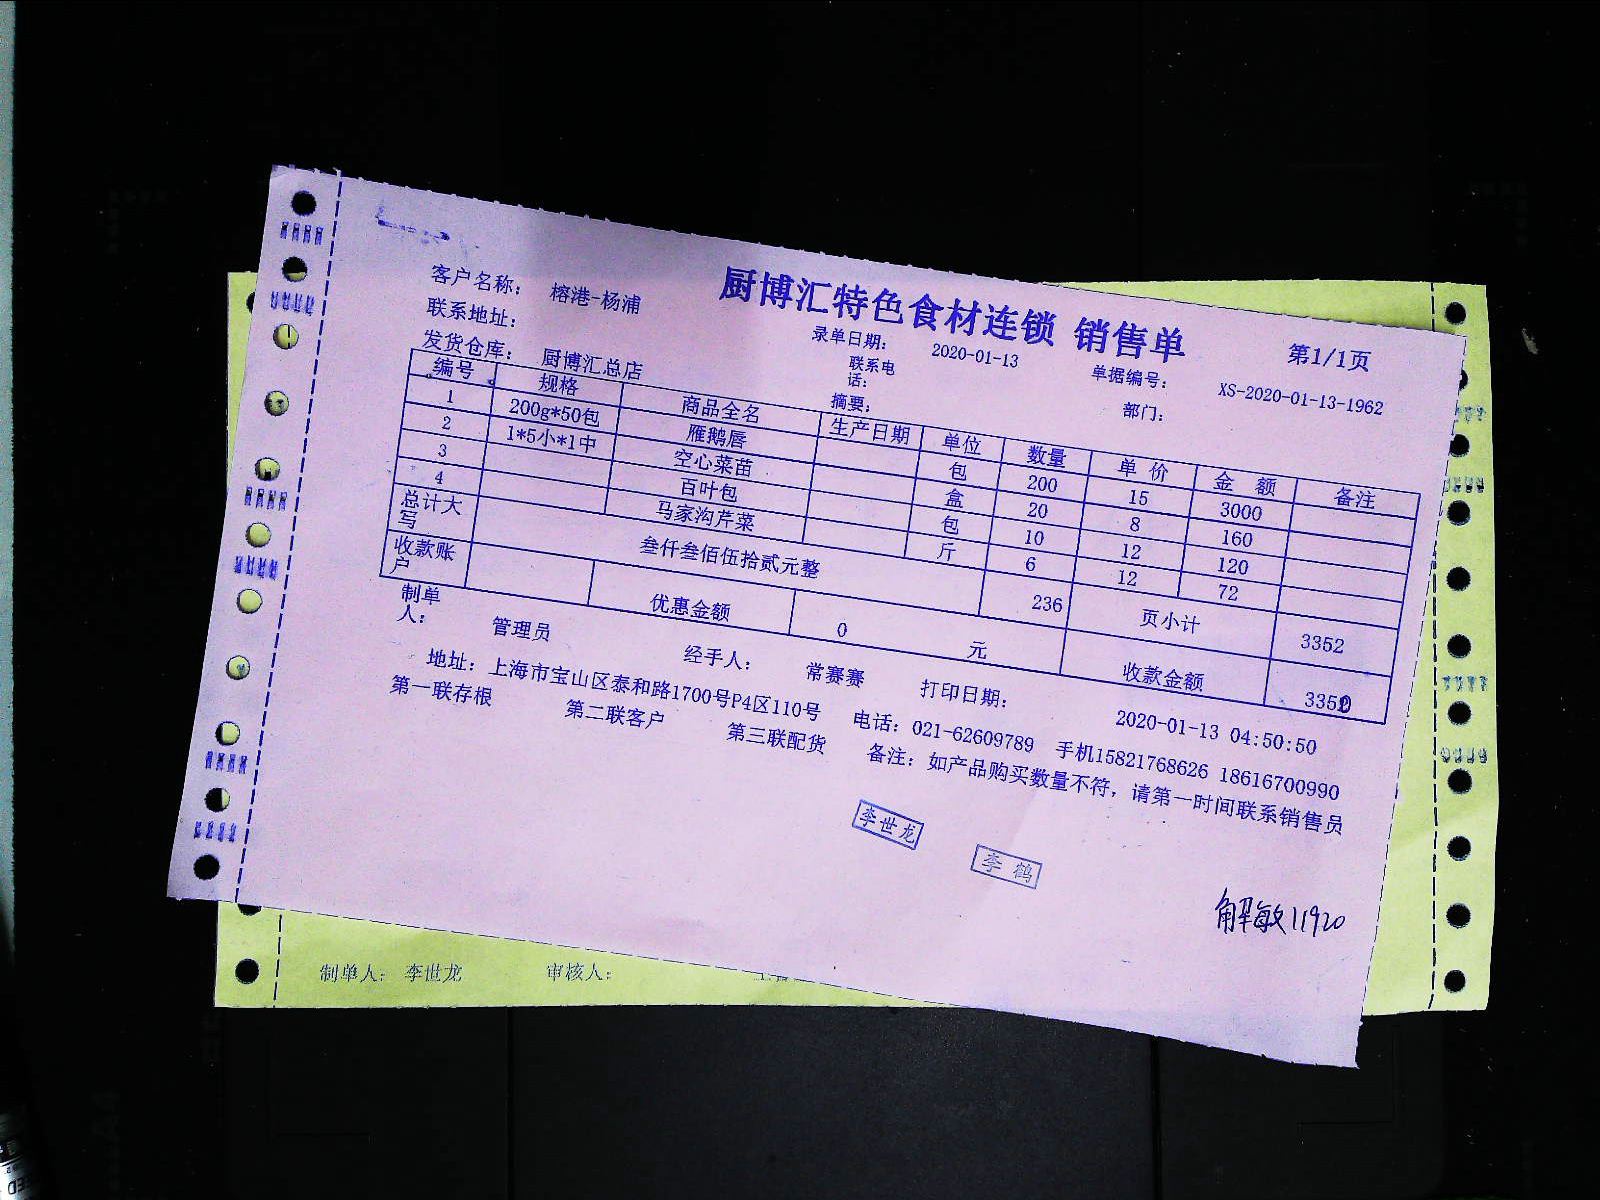 厨博汇特色食材连锁 销售单
第1/1页
客户名称： 榕港-杨浦 录单日期： 2020-01-13 单据编号： XS-2020-01-13-1962
联系地址： 联系电话： 部门：
发货仓库： 厨博汇总店 摘要：
编号 规格 商品全名 生产日期 单位 数量 单 价 金 额 备注
1 200g*50包 雁鹅唇 包 200 15 3000
2 1*5小*1中 空心菜苗 盒 20 8 160
3 百叶包 包 10 12 120
4 马家沟芹菜 斤 6 12 72
总计大写 叁仟叁佰伍拾贰元整 236 页小计 3352
收款账户 优惠金额 0 元 收款金额 3352
制单人： 管理员 经手人： 常赛赛 打印日期： 2020-01-13 04:50:50
地址：上海市宝山区泰和路1700号P4区110号 电话：021-62609789 手机15821768626 18616700990
第一联存根 第二联客户 第三联配货 备注：如产品购买数量不符，请第一时间联系销售员
李世龙
李鹤
解敏11920
制单人： 李世龙 审核人：